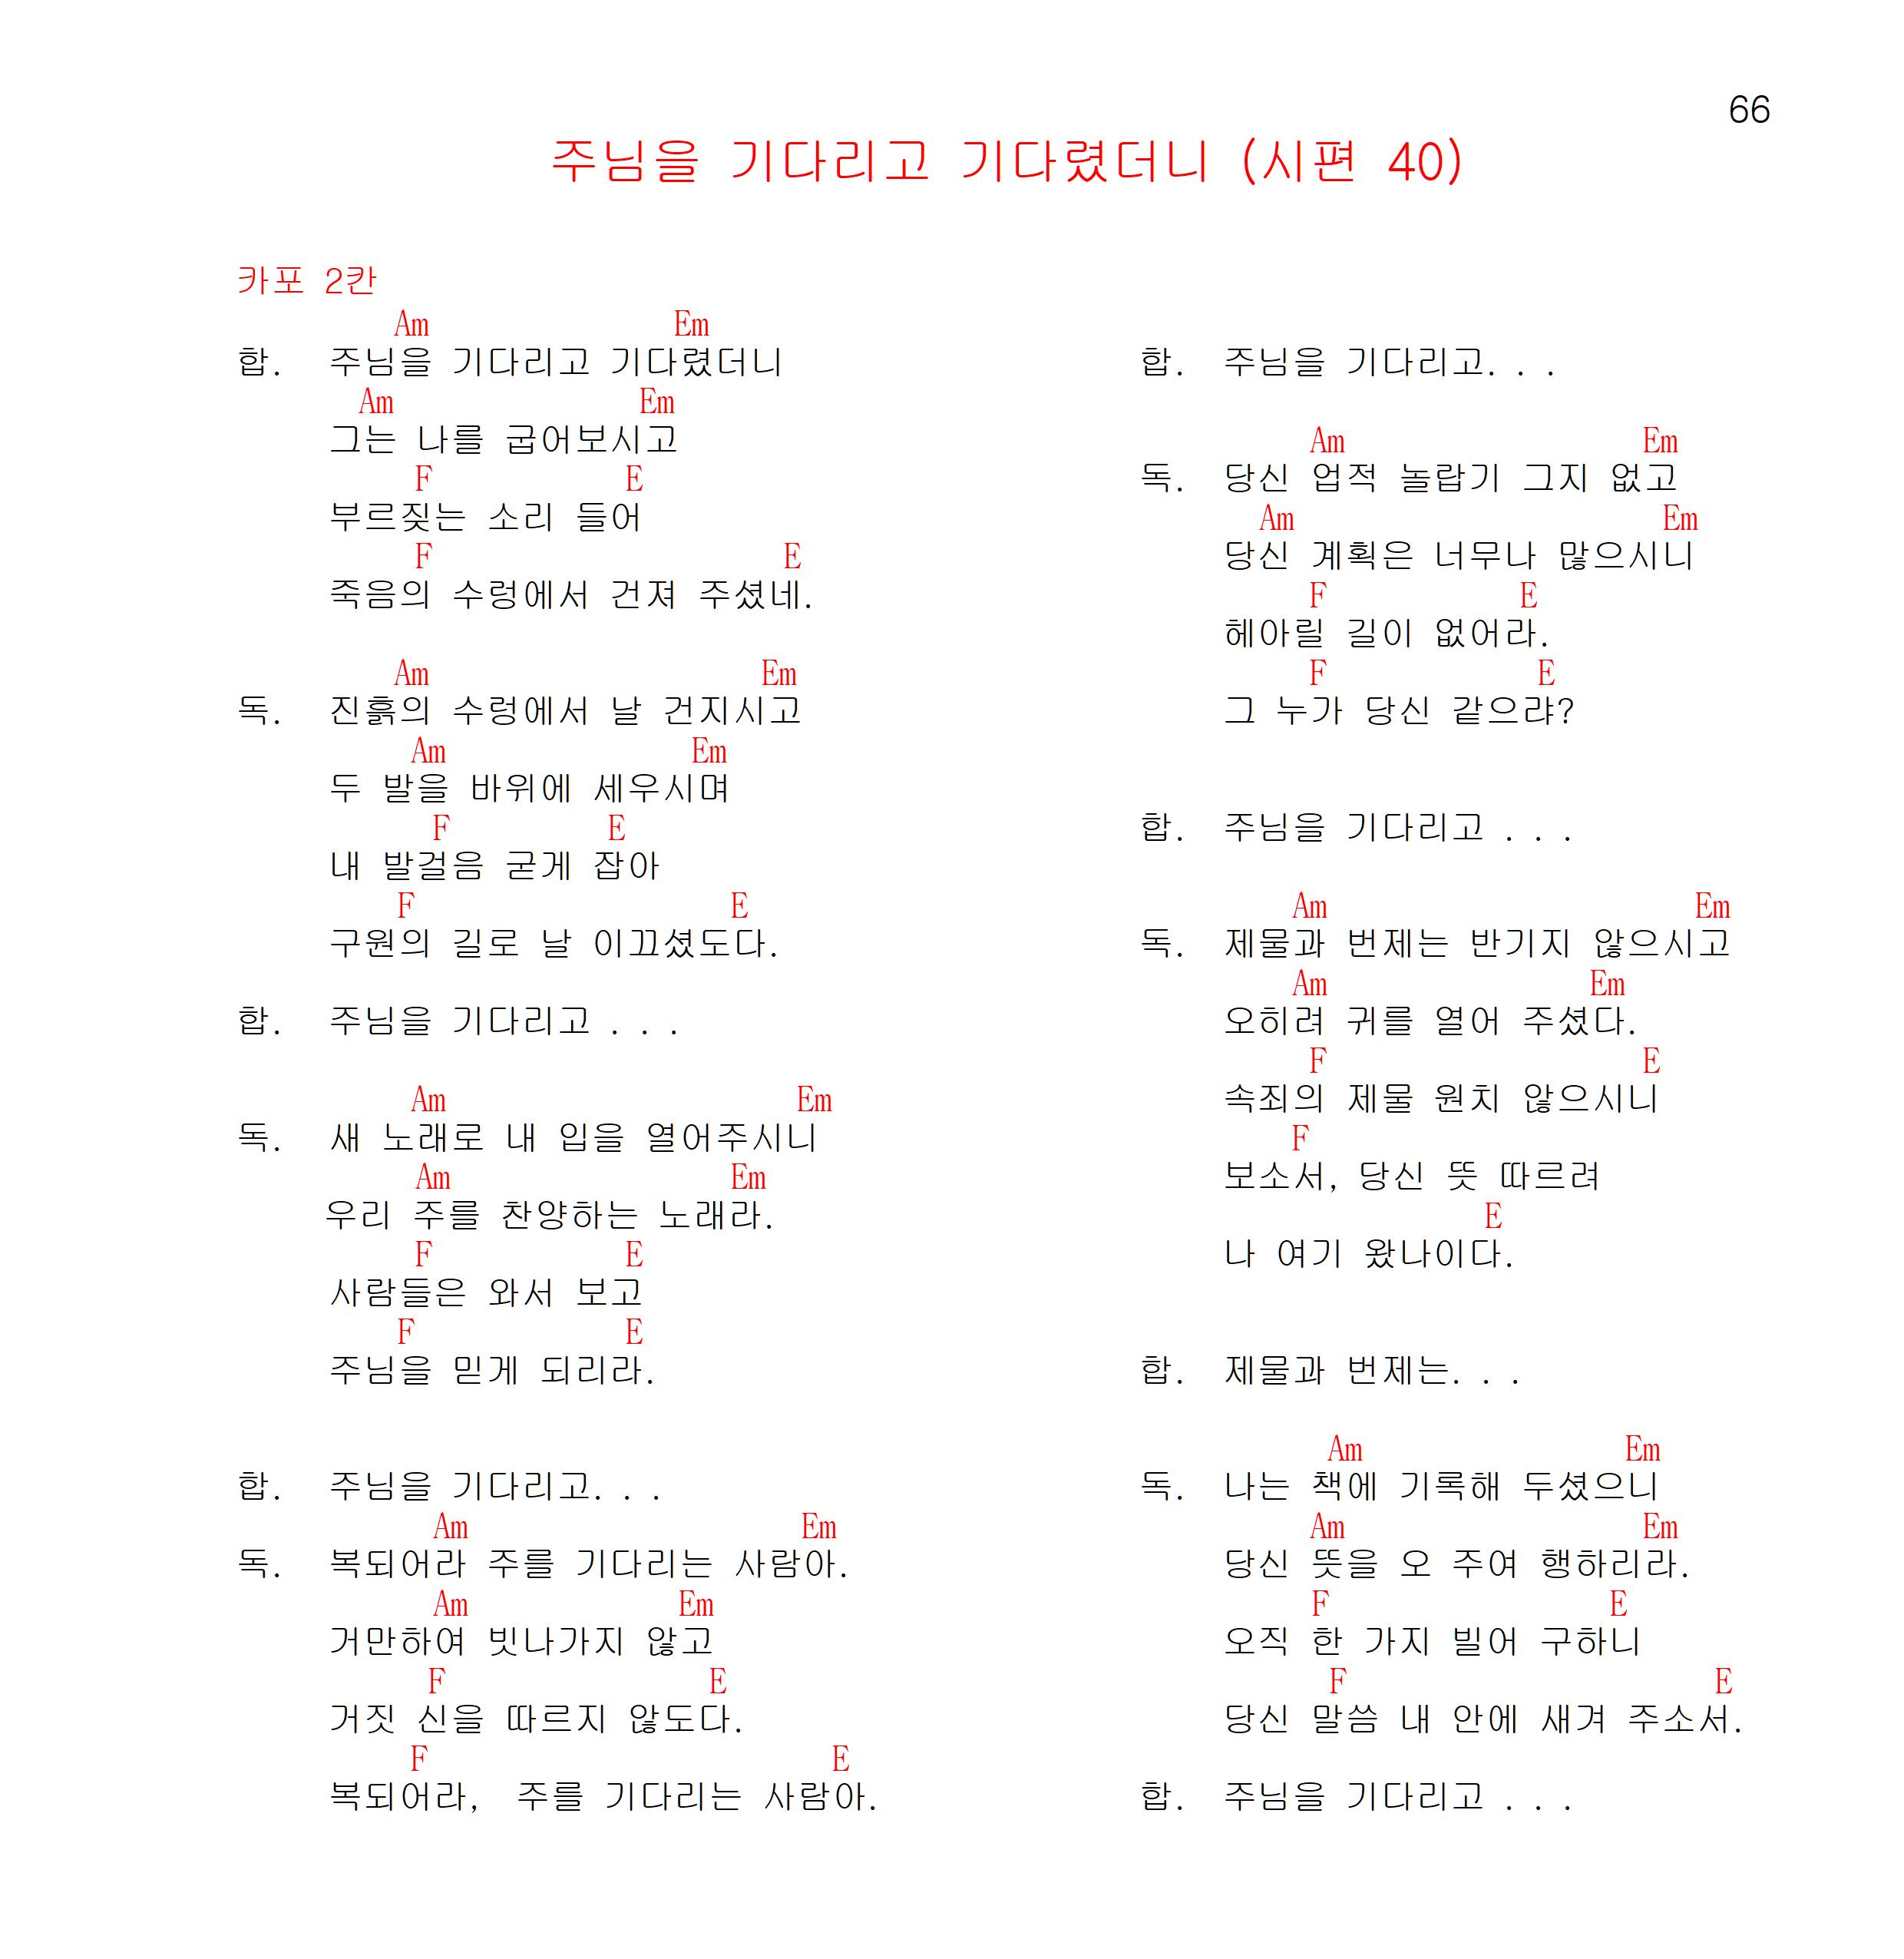 66
주님을 기다리고 기다렸더니 (시편 40)
카포 2칸
Am Em
합. 주님을 기다리고 기다렸더니
Am Em
그는 나를 굽어보시고
F E
부르짖는 소리 들어
F E
죽음의 수렁에서 건져 주셨네.
Am Em
독. 진흙의 수렁에서 날 건지시고
Am Em
두 발을 바위에 세우시며
F E
내 발걸음 굳게 잡아
F E
구원의 길로 날 이끄셨도다.
합. 주님을 기다리고 . . .
Am Em
독. 새 노래로 내 입을 열어주시니
Am Em
우리 주를 찬양하는 노래라.
F E
사람들은 와서 보고
F E
주님을 믿게 되리라.
합. 주님을 기다리고. . .
Am Em
독. 복되어라 주를 기다리는 사람아.
Am Em
거만하여 빗나가지 않고
F E
거짓 신을 따르지 않도다.
F E
복되어라, 주를 기다리는 사람아.
합. 주님을 기다리고. . .
Am Em
독. 당신 업적 놀랍기 그지 없고
Am Em
당신 계획은 너무나 많으시니
F E
헤아릴 길이 없어라.
F E
그 누가 당신 같으랴?
합. 주님을 기다리고 . . .
Am Em
독. 제물과 번제는 반기지 않으시고
Am Em
오히려 귀를 열어 주셨다.
F E
속죄의 제물 원치 않으시니
F
보소서, 당신 뜻 따르려
E
나 여기 왔나이다.
합. 제물과 번제는. . .
Am Em
독. 나는 책에 기록해 두셨으니
Am Em
당신 뜻을 오 주여 행하리라.
F E
오직 한 가지 빌어 구하니
F E
당신 말씀 내 안에 새겨 주소서.
합. 주님을 기다리고 . . .